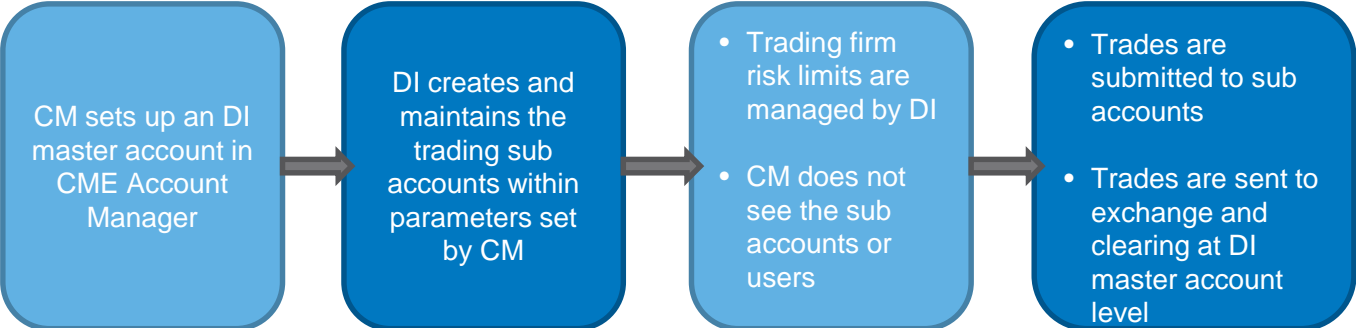 CM sets up an DI
master account in
CME Account
Manager
DI creates and
maintains the
trading sub
accounts within
parameters set
by CM
• Trading firm
risk limits are
managed by DI
• CM does not
see the sub
accounts or
users
• Trades are
submitted to sub
accounts
• Trades are sent to
exchange and
clearing at DI
master account
level